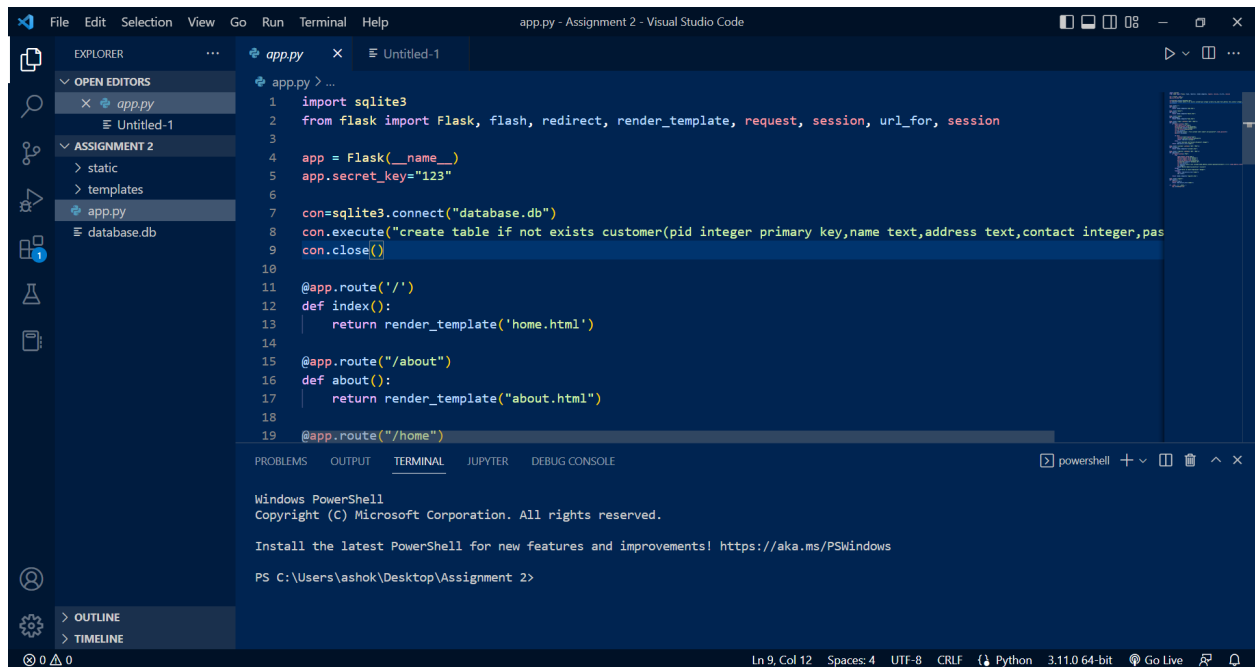 File Edit Selection View Go Run Terminal Help app.py - Assignment 2 - Visual Studio Code
EXPLORER
OPEN EDITORS
app.py
Untitled-1
ASSIGNMENT 2
static
templates
app.py
database.db
OUTLINE
TIMELINE
1
app.py Untitled-1
app.py > ...
1 import sqlite3
2 from flask import Flask, flash, redirect, render_template, request, session, url_for, session
3
4 app = Flask(__name__)
5 app.secret_key="123"
6
7 con=sqlite3.connect("database.db")
8 con.execute("create table if not exists customer(pid integer primary key,name text,address text,contact integer,pas
9 con.close()
10
11 @app.route('/')
12 def index():
13     return render_template('home.html')
14
15 @app.route("/about")
16 def about():
17     return render_template("about.html")
18
19 @app.route("/home")
PROBLEMS OUTPUT TERMINAL JUPYTER DEBUG CONSOLE powershell
Windows PowerShell
Copyright (C) Microsoft Corporation. All rights reserved.
Install the latest PowerShell for new features and improvements! https://aka.ms/PSWindows
PS C:\Users\ashok\Desktop\Assignment 2>
0 0 Ln 9, Col 12 Spaces: 4 UTF-8 CRLF Python 3.11.0 64-bit Go Live